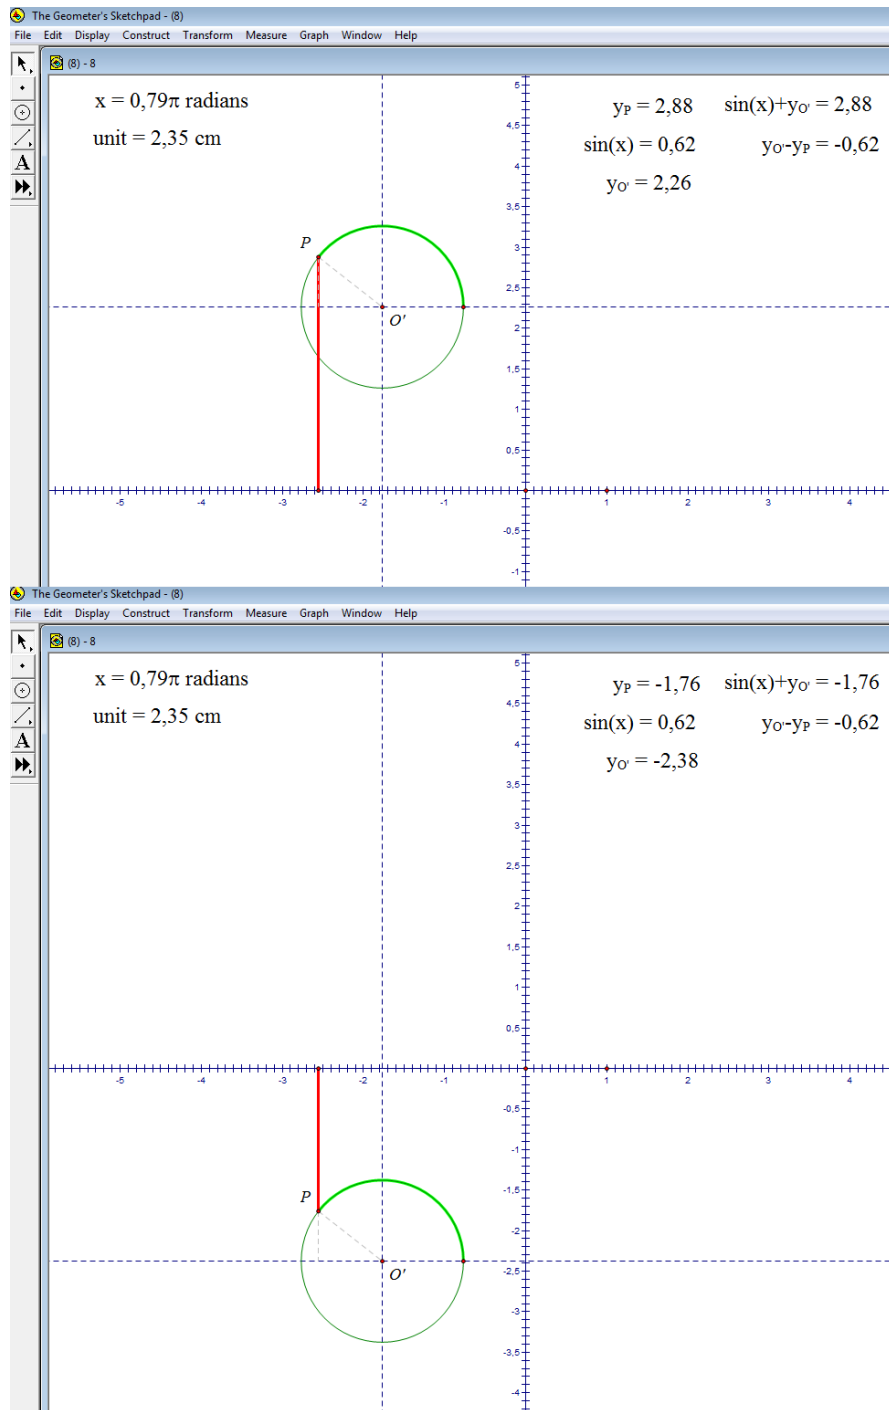 The Geometer's Sketchpad - (8)
File Edit Display Construct Transform Measure Graph Window Help
(8) - 8
A
x = 0,79π radians
unit = 2,35 cm
yP = 2,88 sin(x)+yO' = 2,88
sin(x) = 0,62 yO'-yP = -0,62
yO' = 2,26
5
4,5
4
3,5
3
2,5
2
1,5
1
0,5
-0,5
-1
P
O'
-5 -4 -3 -2 -1 1 2 3 4
The Geometer's Sketchpad - (8)
File Edit Display Construct Transform Measure Graph Window Help
(8) - 8
A
x = 0,79π radians
unit = 2,35 cm
yP = -1,76 sin(x)+yO' = -1,76
sin(x) = 0,62 yO'-yP = -0,62
yO' = -2,38
5
4,5
4
3,5
3
2,5
2
1,5
1
0,5
-5 -4 -3 -2 -1 1 2 3 4
-0,5
-1
-1,5
-2
-2,5
-3
-3,5
-4
P
O'